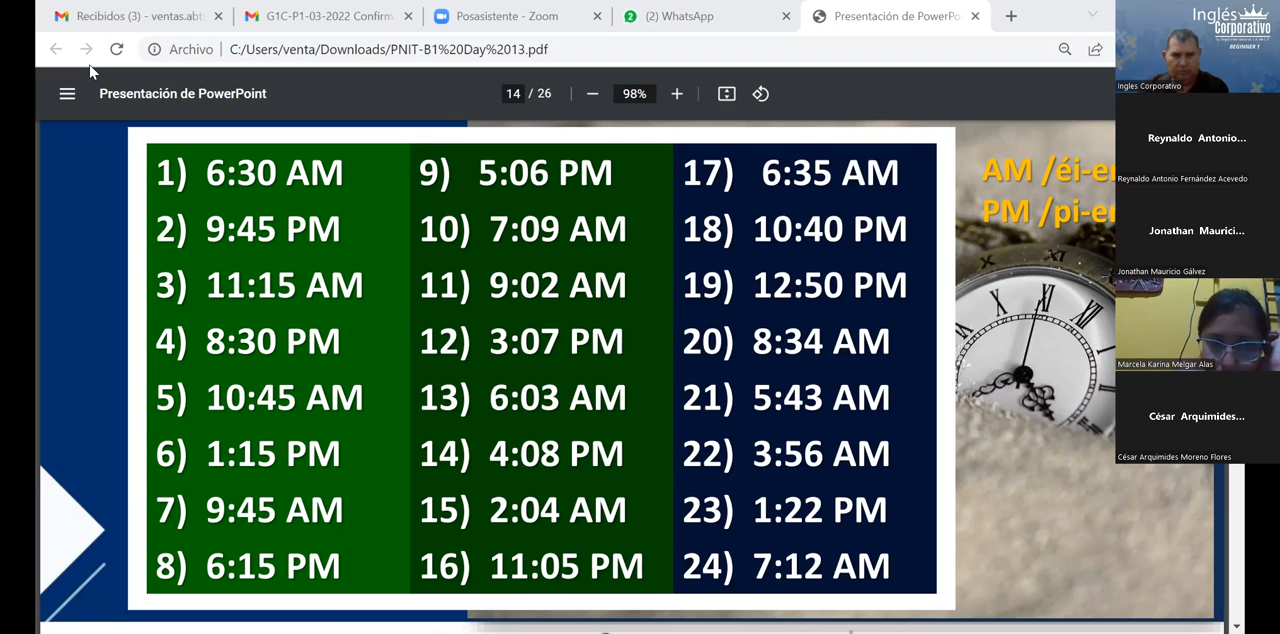 Recibidos (3) - ventas.abt
G1C-P1-03-2022 Confirm
Posasistente - Zoom
(2) WhatsApp
Presentación de PowerPo
Archivo
C:/Users/venta/Downloads/PNIT-B1%20Day%2013.pdf
Presentación de PowerPoint
14 / 26
98%
1) 6:30 AM
2) 9:45 PM
3) 11:15 AM
4) 8:30 PM
5) 10:45 AM
6) 1:15 PM
7) 9:45 AM
8) 6:15 PM
9) 5:06 PM
10) 7:09 AM
11) 9:02 AM
12) 3:07 PM
13) 6:03 AM
14) 4:08 PM
15) 2:04 AM
16) 11:05 PM
17) 6:35 AM
18) 10:40 PM
19) 12:50 PM
20) 8:34 AM
21) 5:43 AM
22) 3:56 AM
23) 1:22 PM
24) 7:12 AM
AM /éi-e
PM /pi-e
X XI XII
Inglés
Corporativo
BEGINNER 1
Ingles Corporativo
Reynaldo Antonio...
Reynaldo Antonio Fernández Acevedo
Jonathan Maurici...
Jonathan Mauricio Gálvez
Marcela Karina Melgar Alas
César Arquimides...
César Arquimides Moreno Flores